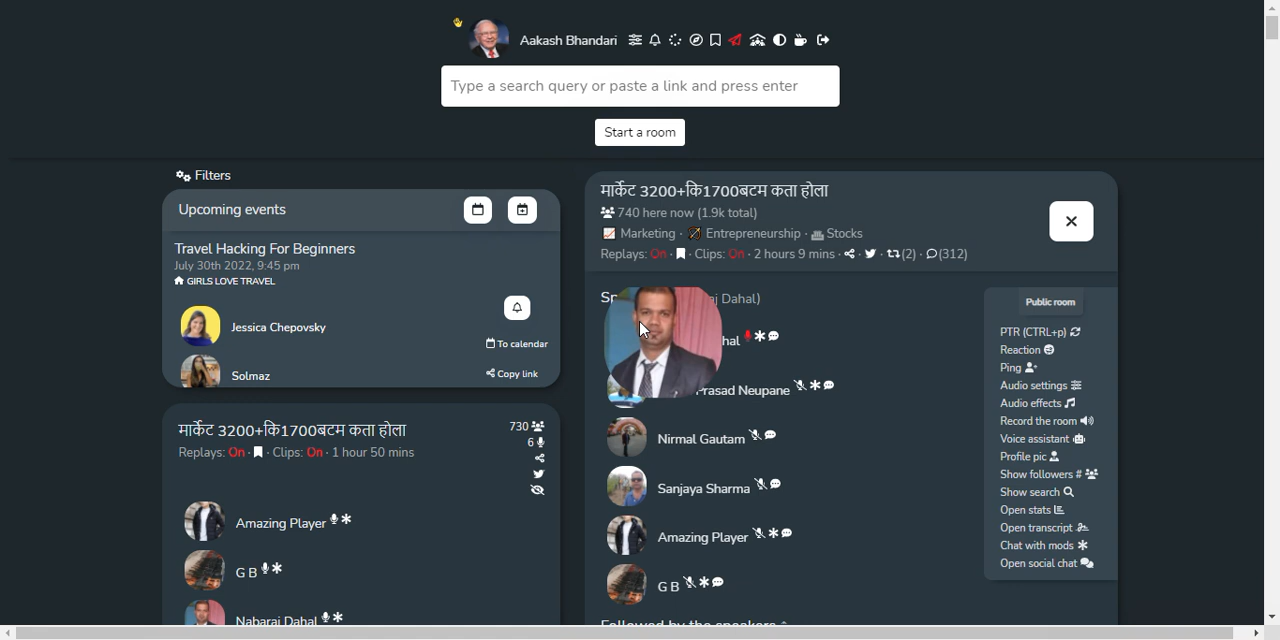 Aakash Bhandari
Type a search query or paste a link and press enter
Start a room
Filters
Upcoming events
Travel Hacking For Beginners
July 30th 2022, 9:45 pm
GIRLS LOVE TRAVEL
Jessica Chepovsky
To calendar
Solmaz
Copy link
मार्केट 3200+कि1700बटम कता होला
730
6
Replays: On · · Clips: On · 1 hour 50 mins
Amazing Player
G B
Nabaraj Dahal
मार्केट 3200+कि1700बटम कता होला
740 here now (1.9k total)
Marketing · Entrepreneurship · Stocks
Replays: On · · Clips: On · 2 hours 9 mins · · · (2) · (312)
Dahal)
Prasad Neupane
Nirmal Gautam
Sanjaya Sharma
Amazing Player
G B
Followed by the speakers
Public room
PTR (CTRL+p)
Reaction
Ping
Audio settings
Audio effects
Record the room
Voice assistant
Profile pic
Show followers #
Show search
Open stats
Open transcript
Chat with mods
Open social chat